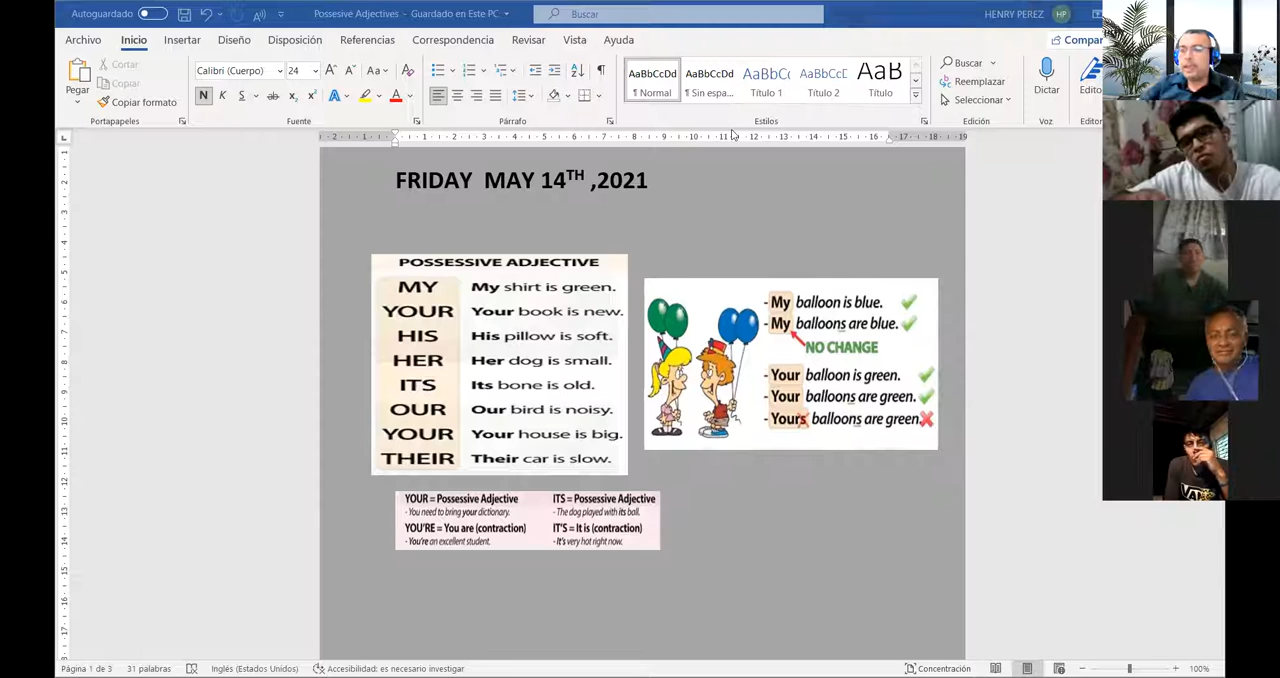 Autoguardado
Possesive Adjectives - Guardado en Este PC
Buscar
HENRY PEREZ
HP
Archivo Inicio Insertar Diseño Disposición Referencias Correspondencia Revisar Vista Ayuda
Compar
Pegar
Cortar
Copiar
Copiar formato
Portapapeles
Calibri (Cuerpo) 24
Fuente
Párrafo
AaBbCcDd AaBbCcDd AaBbCc AaBbCcC AaB
¶ Normal ¶ Sin espa... Título 1 Título 2 Título
Estilos
Buscar
Reemplazar
Seleccionar
Edición
Dictar
Voz
Edito
Editor
FRIDAY MAY 14TH ,2021
POSSESSIVE ADJECTIVE
MY My shirt is green.
YOUR Your book is new.
HIS His pillow is soft.
HER Her dog is small.
ITS Its bone is old.
OUR Our bird is noisy.
YOUR Your house is big.
THEIR Their car is slow.
- My balloon is blue.
- My balloons are blue.
NO CHANGE
- Your balloon is green.
- Your balloons are green.
- Yours balloons are green.
YOUR = Possessive Adjective
- You need to bring your dictionary.
YOU'RE = You are (contraction)
- You're an excellent student.
ITS = Possessive Adjective
- The dog played with its ball.
IT'S = It is (contraction)
- It's very hot right now.
Página 1 de 3 31 palabras Inglés (Estados Unidos) Accesibilidad: es necesario investigar Concentración 100%